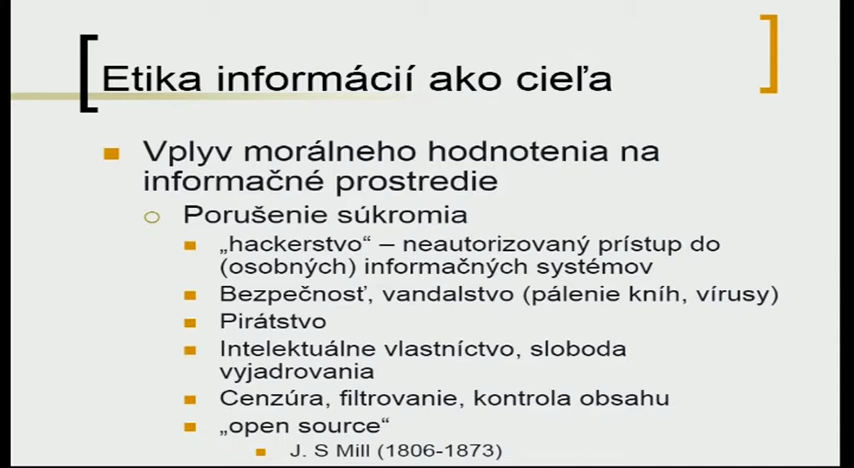 Etika informácií ako cieľa
Vplyv morálneho hodnotenia na
informačné prostredie
Porušenie súkromia
„hackerstvo“ – neautorizovaný prístup do
(osobných) informačných systémov
Bezpečnosť, vandalstvo (pálenie kníh, vírusy)
Pirátstvo
Intelektuálne vlastníctvo, sloboda
vyjadrovania
Cenzúra, filtrovanie, kontrola obsahu
„open source“
J. S Mill (1806-1873)